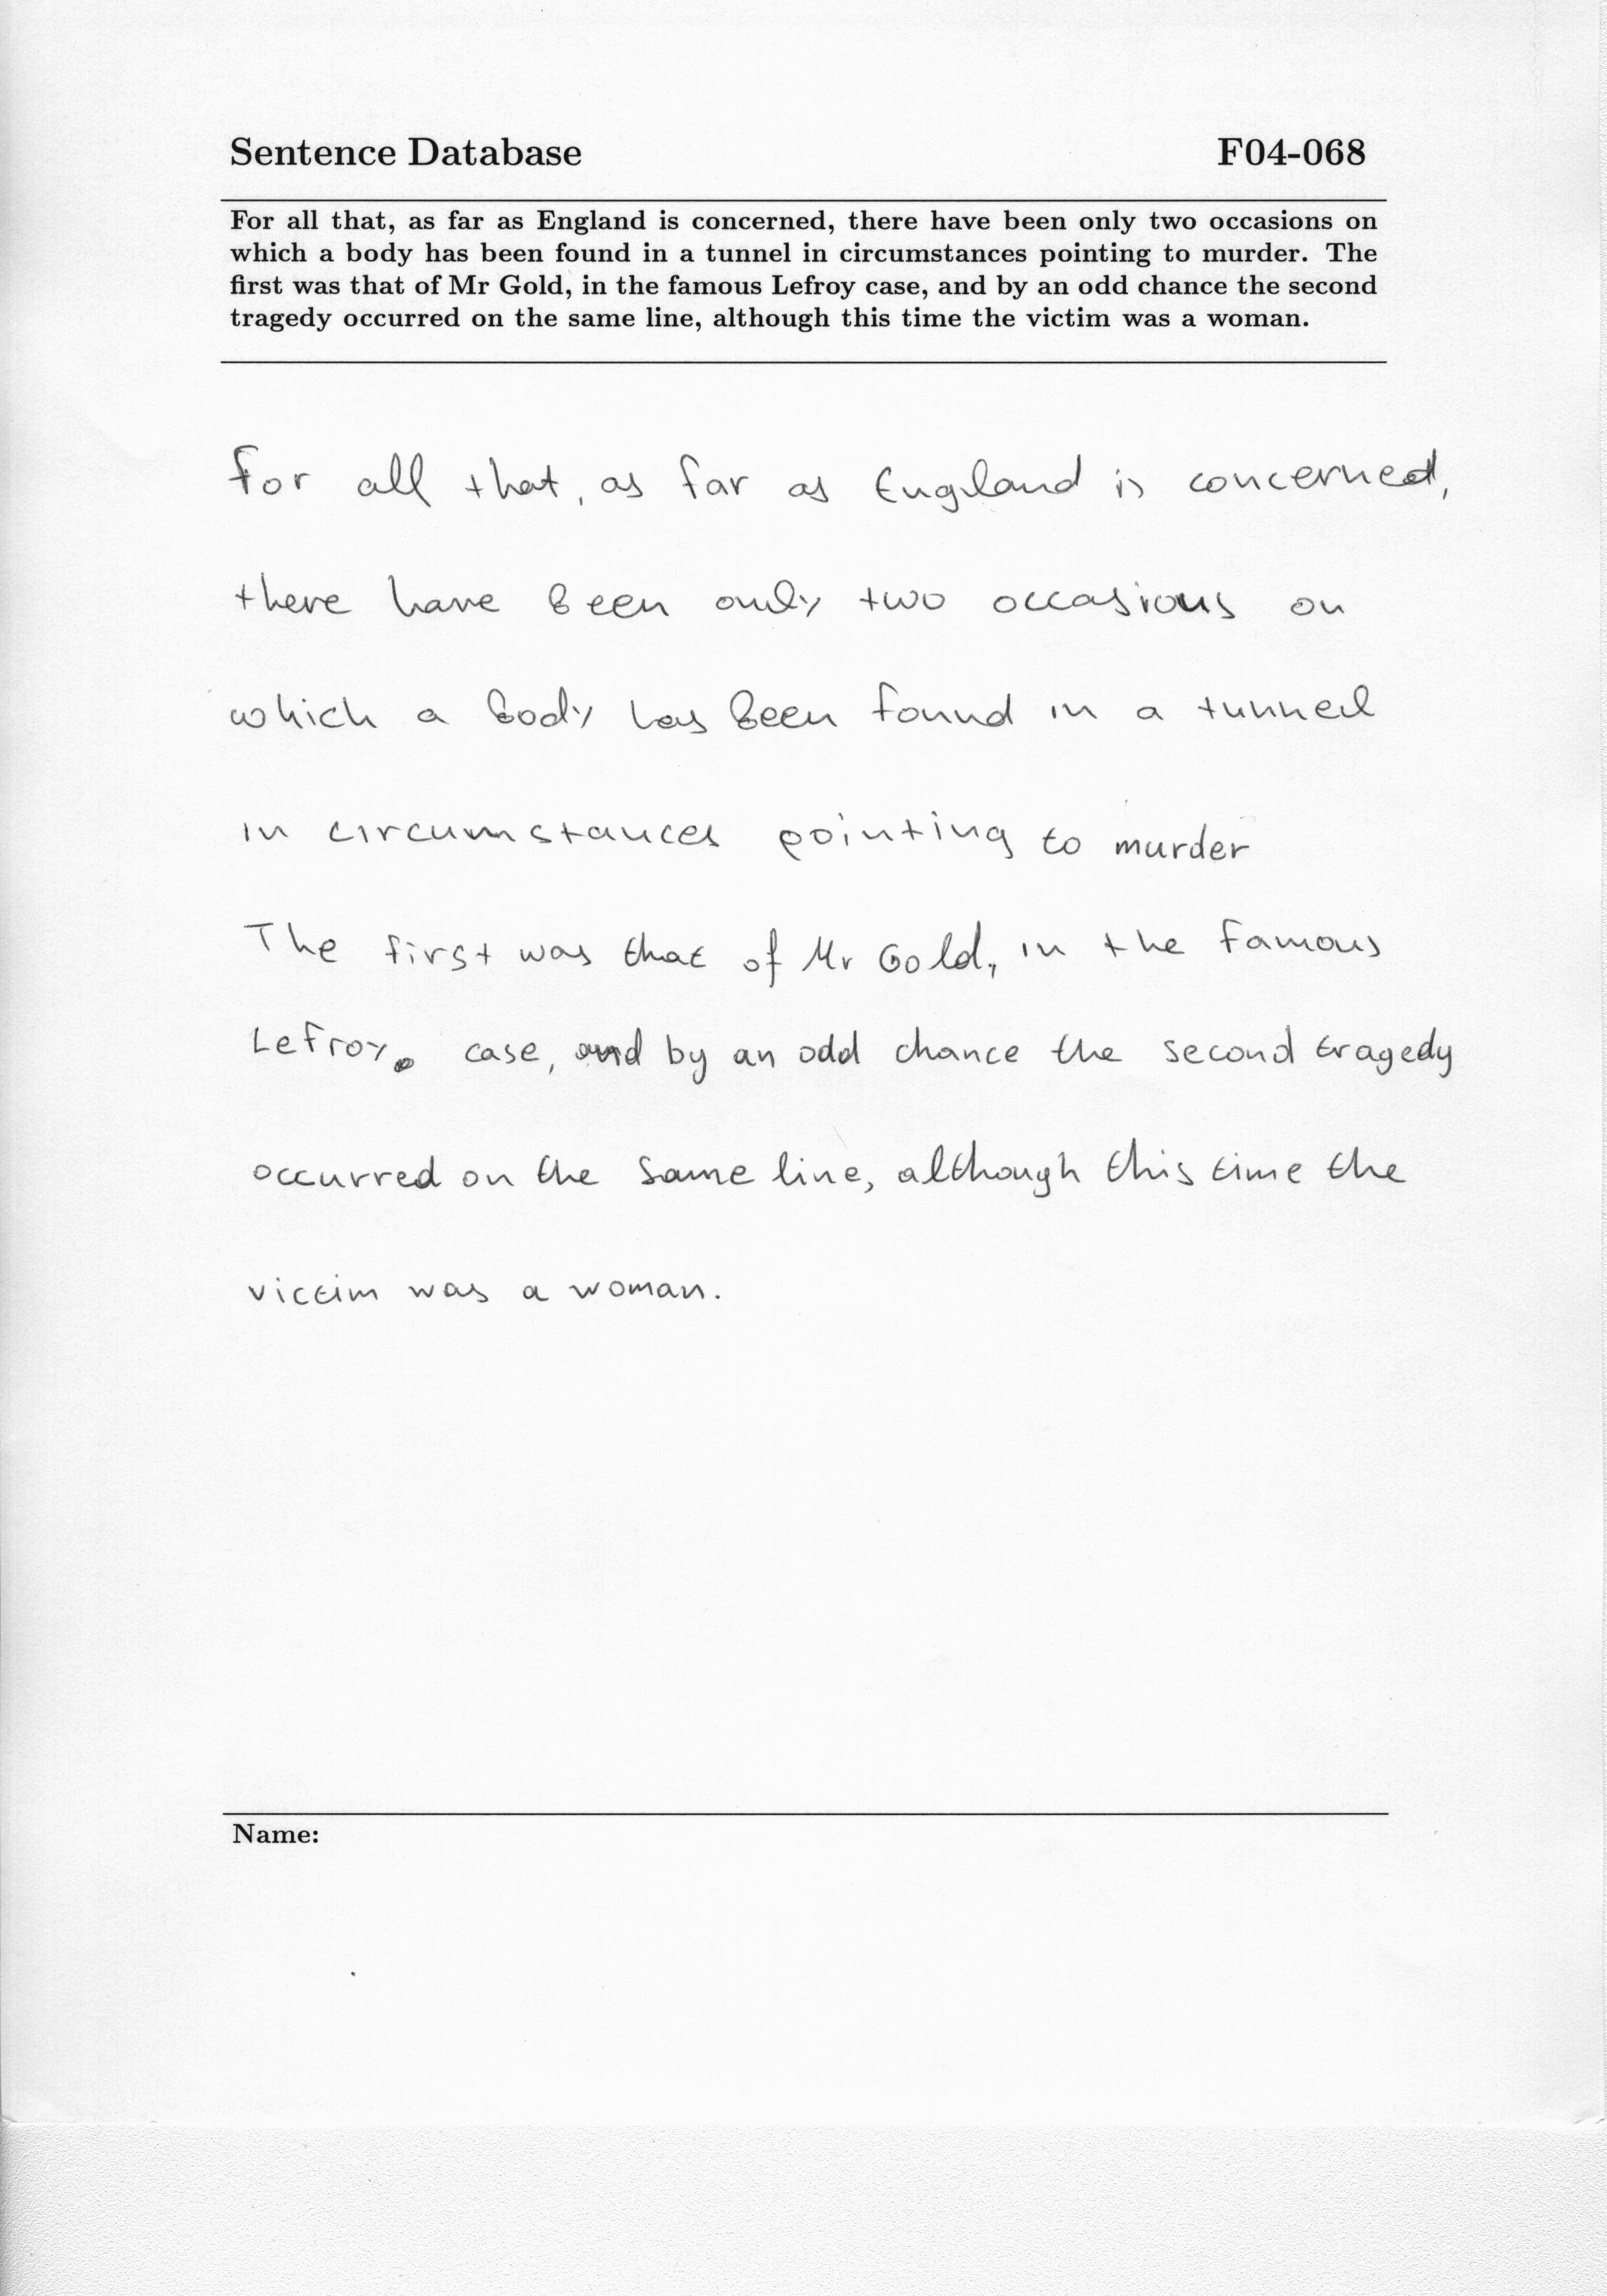 Sentence Database F04-068
For all that, as far as England is concerned, there have been only two occasions on
which a body has been found in a tunnel in circumstances pointing to murder. The
first was that of Mr Gold, in the famous Lefroy case, and by an odd chance the second
tragedy occurred on the same line, although this time the victim was a woman.
For all that, as far as England is concerned,
there have been only two occasions on
which a body has been found in a tunnel
in circumstances pointing to murder
The first was that of Mr Gold, in the famous
Lefroy. case, and by an odd chance the second tragedy
occurred on the same line, although this time the
victim was a woman.
Name: